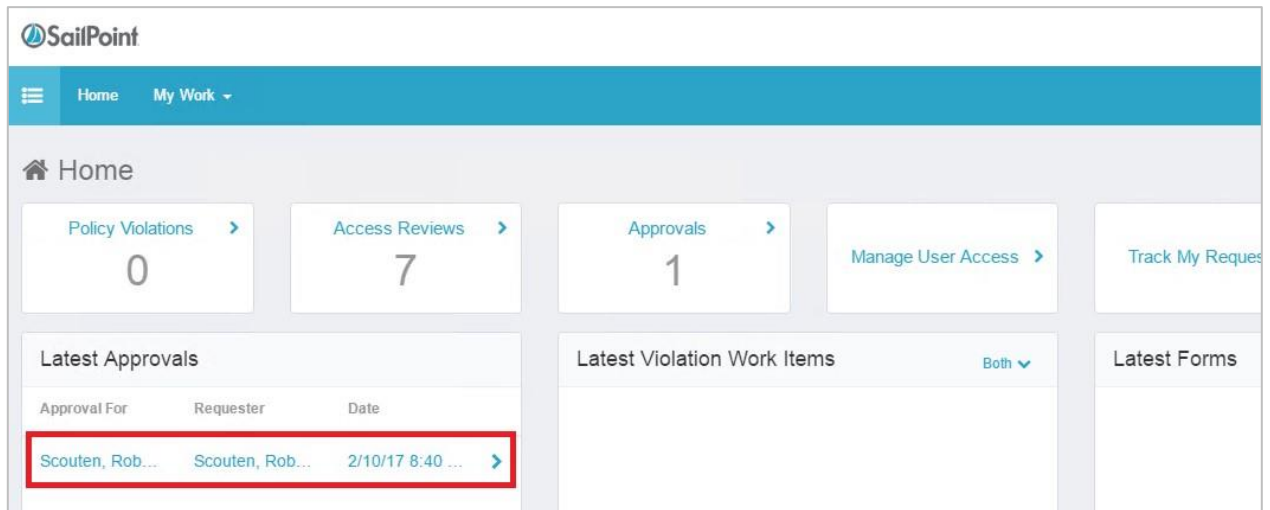 SailPoint
Home My Work
Home
Policy Violations
0
Access Reviews
7
Approvals
1
Manage User Access
Track My Reques
Latest Approvals
Approval For Requester Date
Scouten, Rob... Scouten, Rob... 2/10/17 8:40 ...
Latest Violation Work Items Both
Latest Forms